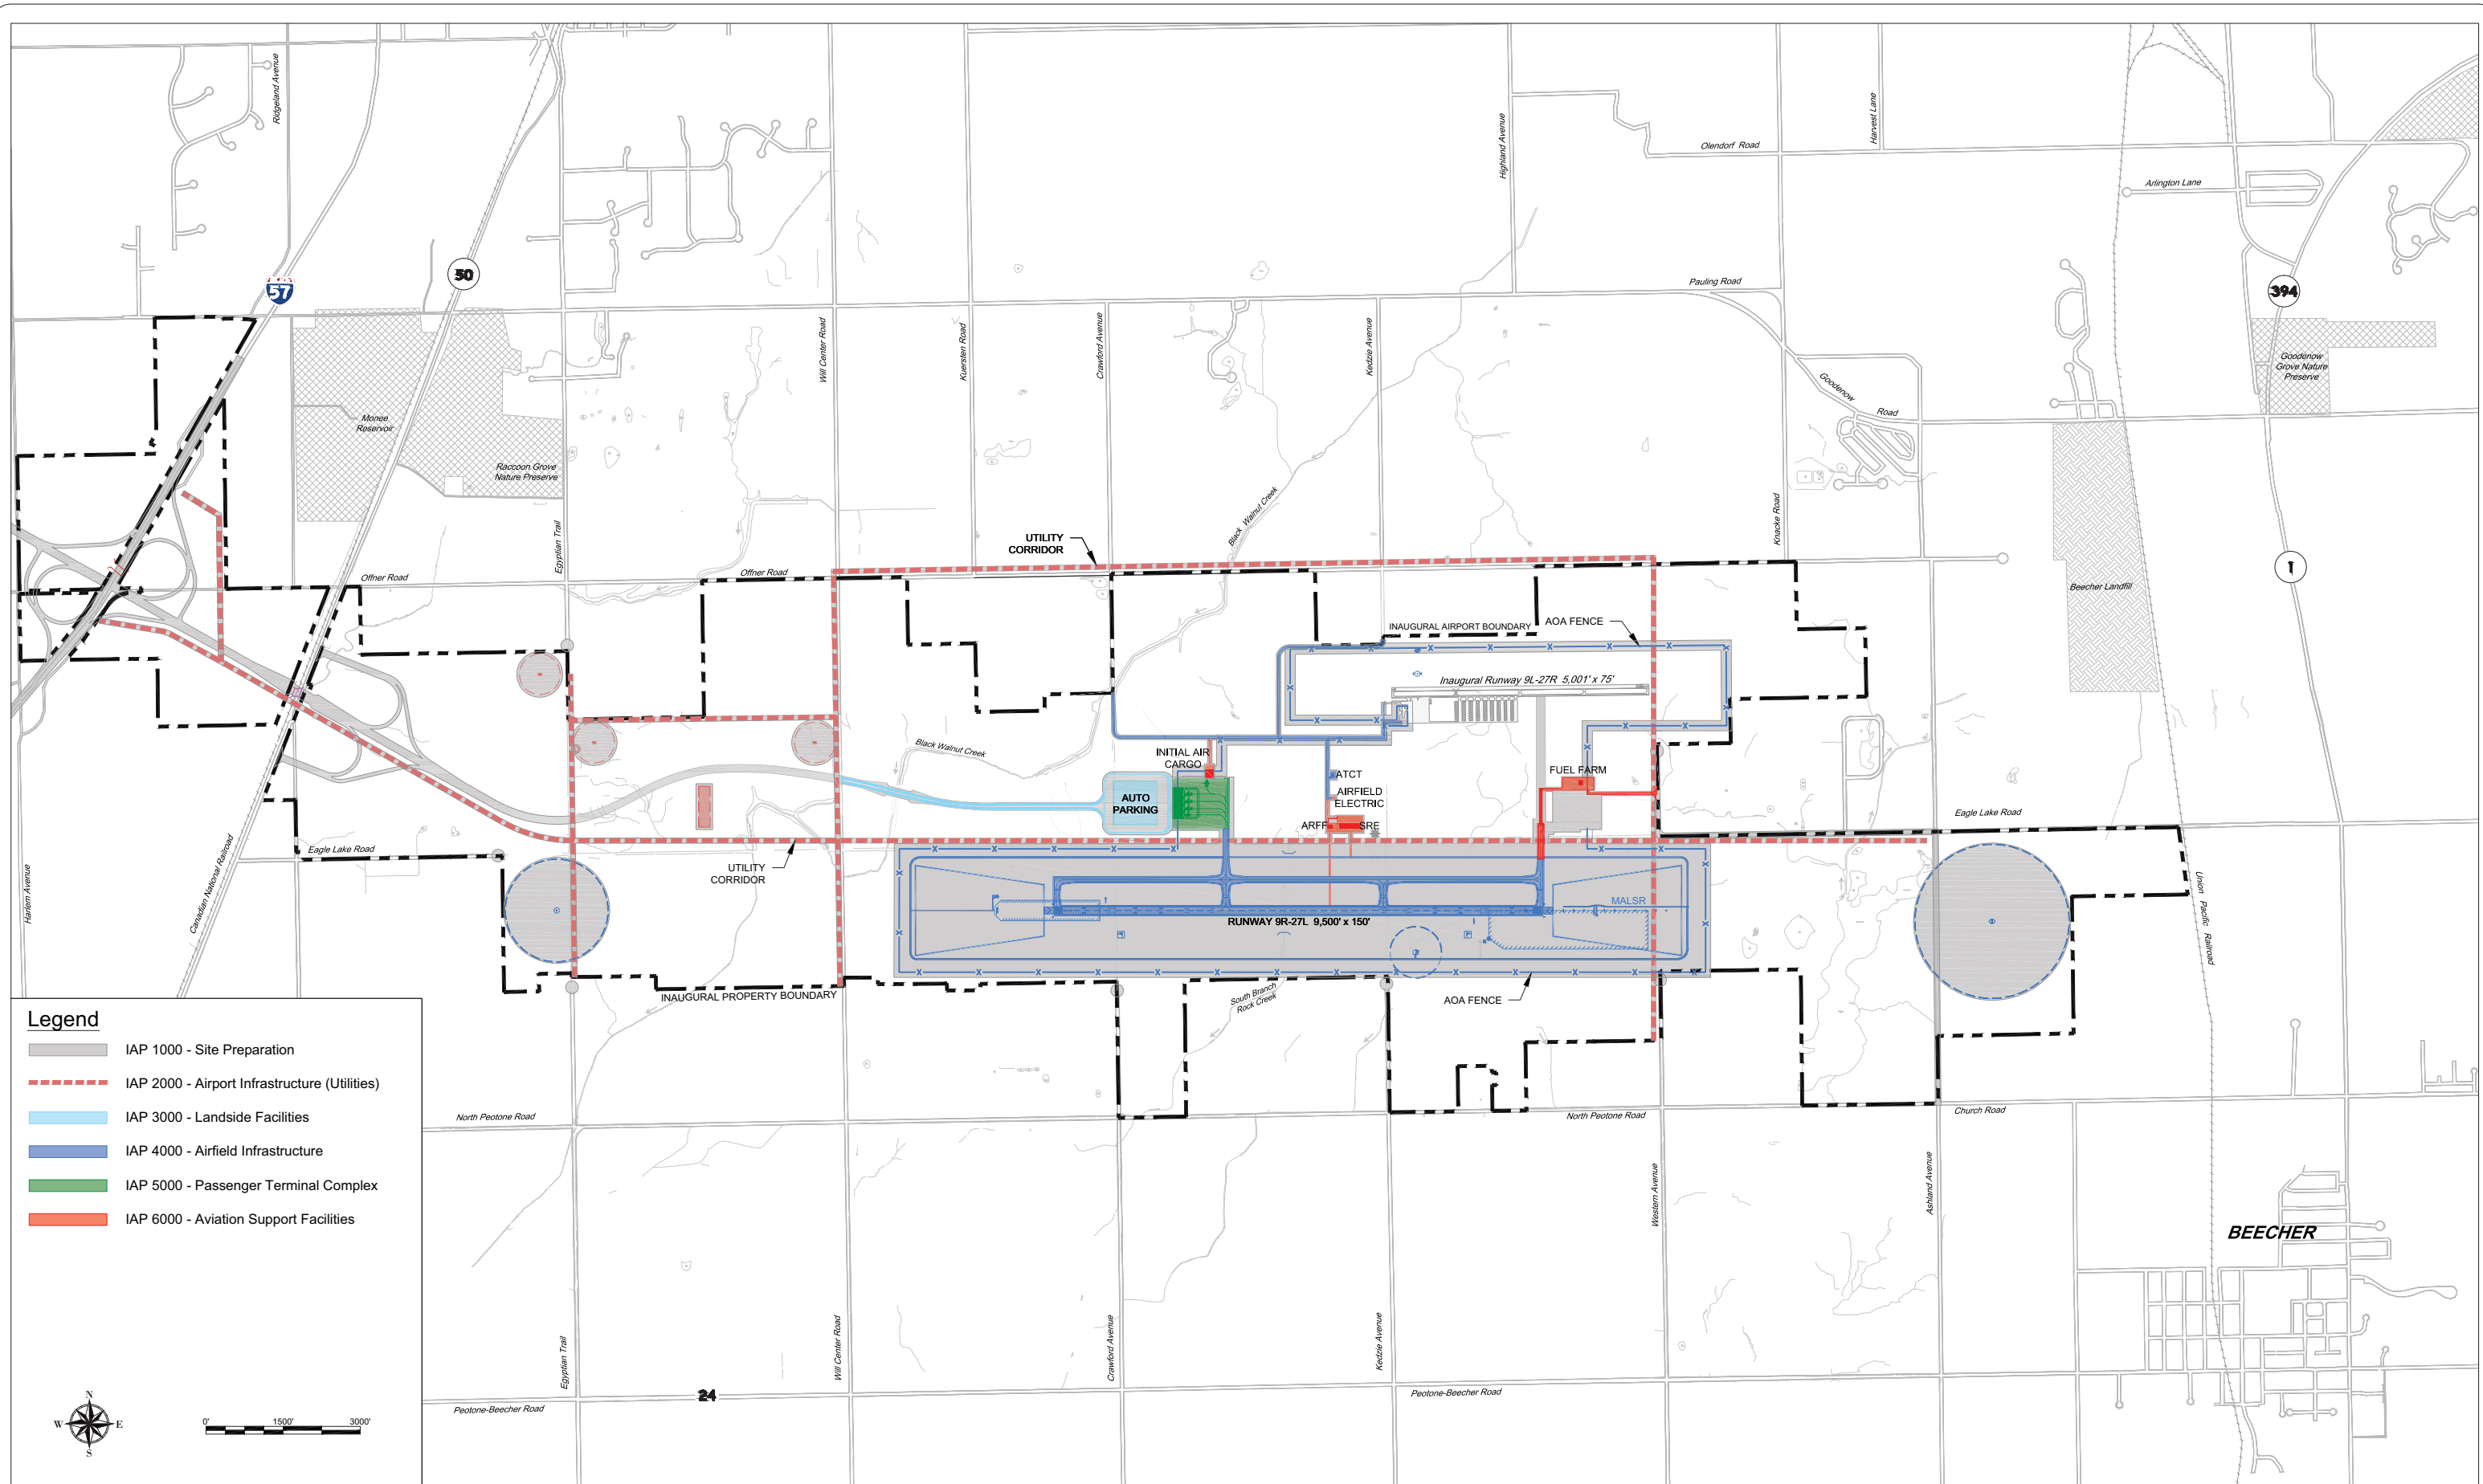 Ridgeland Avenue
Harvest Lane
Highland Avenue
Olendorf Road
Arlington Lane
50
57
Pauling Road
394
Will Center Road
Kuersten Road
Crawford Avenue
Kedzie Avenue
Goodenow
Grove Nature
Preserve
Goodenow
Road
Monee
Reservoir
Raccoon Grove
Nature Preserve
Egyptian Trail
Black Walnut Creek
Knacke Road
UTILITY
CORRIDOR
Offner Road
Offner Road
1
Beecher Landfill
INAUGURAL AIRPORT BOUNDARY
AOA FENCE
Inaugural Runway 9L-27R 5,001' x 75'
Black Walnut Creek
INITIAL AIR
CARGO
ATCT
FUEL FARM
AUTO
PARKING
AIRFIELD
ELECTRIC
ARFF
SRE
Eagle Lake Road
Eagle Lake Road
UTILITY
CORRIDOR
Harlem Avenue
Canadian National Railroad
MALSR
RUNWAY 9R-27L 9,500' x 150'
Union Pacific Railroad
INAUGURAL PROPERTY BOUNDARY
South Branch
Rock Creek
AOA FENCE
Legend
IAP 1000 - Site Preparation
IAP 2000 - Airport Infrastructure (Utilities)
IAP 3000 - Landside Facilities
IAP 4000 - Airfield Infrastructure
IAP 5000 - Passenger Terminal Complex
IAP 6000 - Aviation Support Facilities
North Peotone Road
North Peotone Road
Church Road
Western Avenue
Ashland Avenue
BEECHER
Egyptian Trail
Will Center Road
Crawford Avenue
Kedzie Avenue
24
Peotone-Beecher Road
Peotone-Beecher Road
N
W
E
S
0'
1500'
3000'